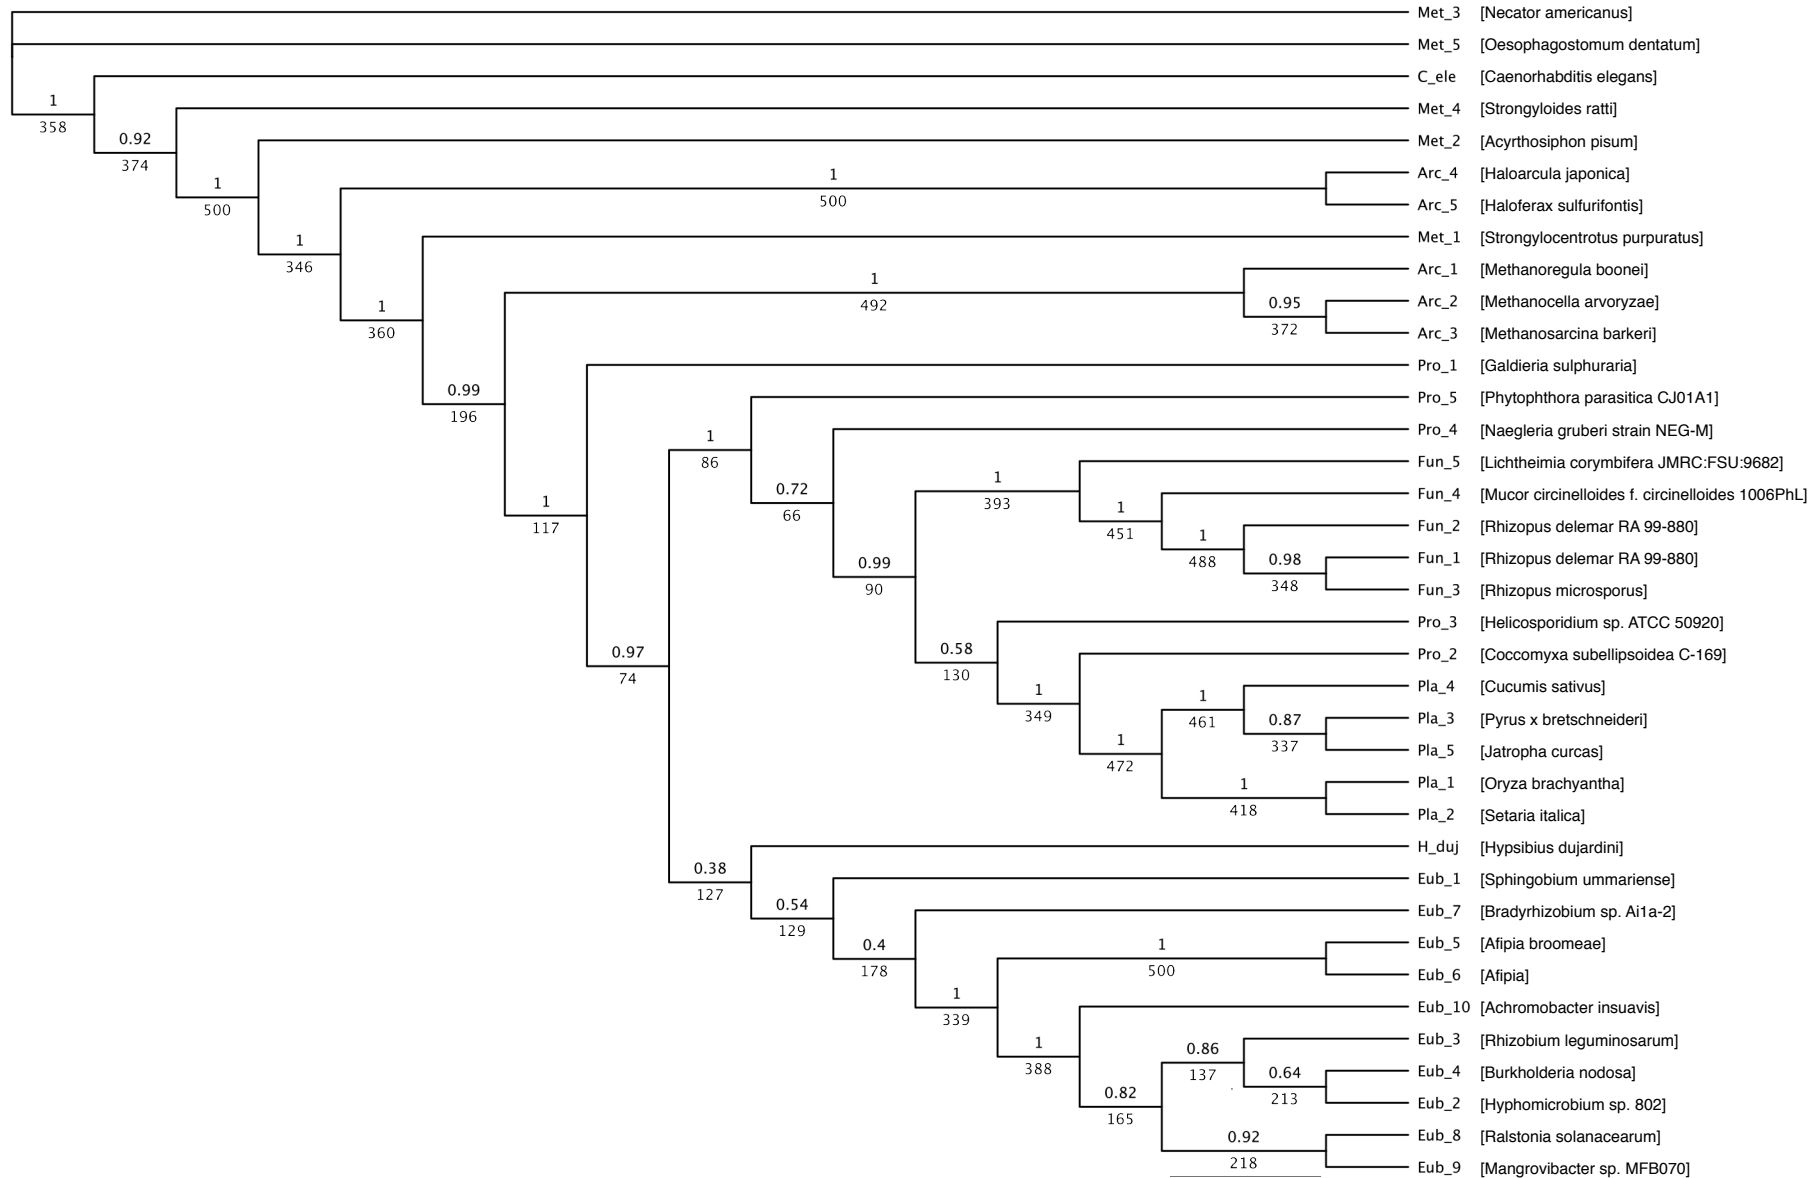 Met_3 [Necator americanus]
Met_5 [Oesophagostomum dentatum]
C_ele [Caenorhabditis elegans]
1
358
Met_4 [Strongyloides ratti]
0.92
374
Met_2 [Acyrthosiphon pisum]
1
500
Arc_4 [Haloarcula japonica]
1
500
Arc_5 [Haloferax sulfurifontis]
1
346
Met_1 [Strongylocentrotus purpuratus]
1
360
Arc_1 [Methanoregula boonei]
1
492
Arc_2 [Methanocella arvoryzae]
0.95
372
Arc_3 [Methanosarcina barkeri]
Pro_1 [Galdieria sulphuraria]
0.99
196
Pro_5 [Phytophthora parasitica CJ01A1]
1
86
Pro_4 [Naegleria gruberi strain NEG-M]
0.72
66
Fun_5 [Lichtheimia corymbifera JMRC:FSU:9682]
1
393
Fun_4 [Mucor circinelloides f. circinelloides 1006PhL]
1
451
1
117
Fun_2 [Rhizopus delemar RA 99-880]
1
488
Fun_1 [Rhizopus delemar RA 99-880]
0.98
348
Fun_3 [Rhizopus microsporus]
0.99
90
Pro_3 [Helicosporidium sp. ATCC 50920]
0.58
130
Pro_2 [Coccomyxa subellipsoidea C-169]
0.97
74
1
349
Pla_4 [Cucumis sativus]
1
461
Pla_3 [Pyrus x bretschneideri]
0.87
337
Pla_5 [Jatropha curcas]
1
472
Pla_1 [Oryza brachyantha]
1
418
Pla_2 [Setaria italica]
H_duj [Hypsibius dujardini]
0.38
127
Eub_1 [Sphingobium ummariense]
0.54
129
Eub_7 [Bradyrhizobium sp. Ai1a-2]
0.4
178
Eub_5 [Afipia broomeae]
1
500
Eub_6 [Afipia]
1
339
Eub_10 [Achromobacter insuavis]
1
388
Eub_3 [Rhizobium leguminosarum]
0.86
137
Eub_4 [Burkholderia nodosa]
0.64
213
Eub_2 [Hyphomicrobium sp. 802]
0.82
165
Eub_8 [Ralstonia solanacearum]
0.92
218
Eub_9 [Mangrovibacter sp. MFB070]